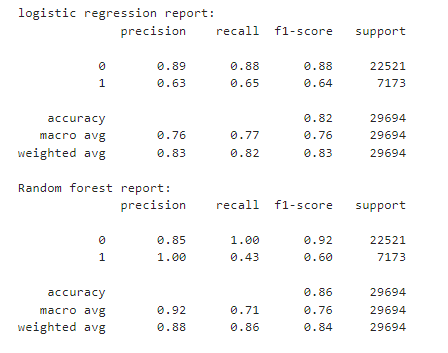 logistic regression report:
precision recall f1-score support
0 0.89 0.88 0.88 22521
1 0.63 0.65 0.64 7173
accuracy 0.82 29694
macro avg 0.76 0.77 0.76 29694
weighted avg 0.83 0.82 0.83 29694
Random forest report:
precision recall f1-score support
0 0.85 1.00 0.92 22521
1 1.00 0.43 0.60 7173
accuracy 0.86 29694
macro avg 0.92 0.71 0.76 29694
weighted avg 0.88 0.86 0.84 29694